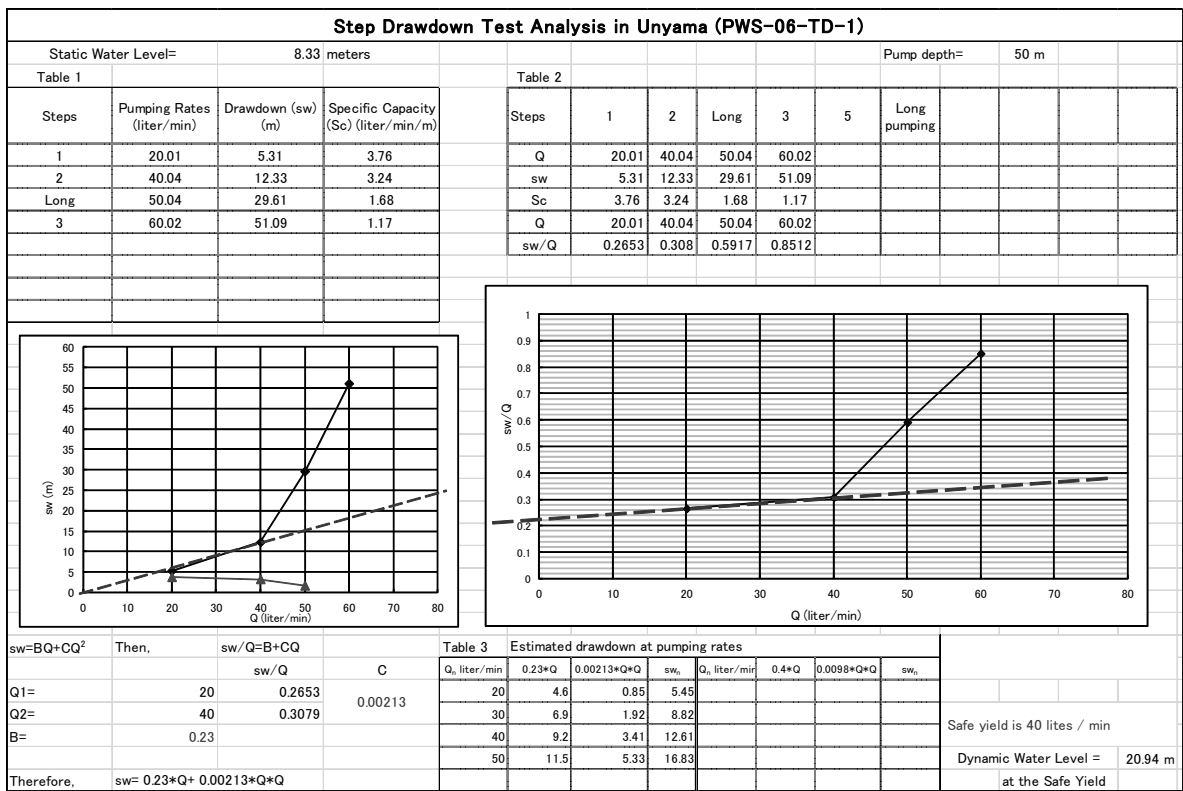 Step Drawdown Test Analysis in Unyama (PWS-06-TD-1)
Static Water Level= 8.33 meters Pump depth= 50 m
Table 1 Table 2
Steps Pumping Rates (liter/min) Drawdown (sw) (m) Specific Capacity (Sc) (liter/min/m)
1 20.01 5.31 3.76
2 40.04 12.33 3.24
Long 50.04 29.61 1.68
3 60.02 51.09 1.17
Steps 1 2 Long 3 5 Long pumping
Q 20.01 40.04 50.04 60.02
sw 5.31 12.33 29.61 51.09
Sc 3.76 3.24 1.68 1.17
Q 20.01 40.04 50.04 60.02
sw/Q 0.2653 0.308 0.5917 0.8512
60
55
50
45
40
35
30
25
20
15
10
5
0
sw (m)
0 10 20 30 40 50 60 70 80
Q (liter/min)
1
0.9
0.8
0.7
0.6
0.5
0.4
0.3
0.2
0.1
0
sw/Q
0 10 20 30 40 50 60 70 80
Q (liter/min)
sw=BQ+CQ² Then, sw/Q=B+CQ
sw/Q C
Q1= 20 0.2653
0.00213
Q2= 40 0.3079
B= 0.23
Therefore, sw= 0.23*Q+ 0.00213*Q*Q
Table 3 Estimated drawdown at pumping rates
Qn liter/min 0.23*Q 0.00213*Q*Q swn Qn liter/min 0.4*Q 0.0098*Q*Q swn
20 4.6 0.85 5.45
30 6.9 1.92 8.82
40 9.2 3.41 12.61
50 11.5 5.33 16.83
Safe yield is 40 lites / min
Dynamic Water Level = 20.94 m
at the Safe Yield